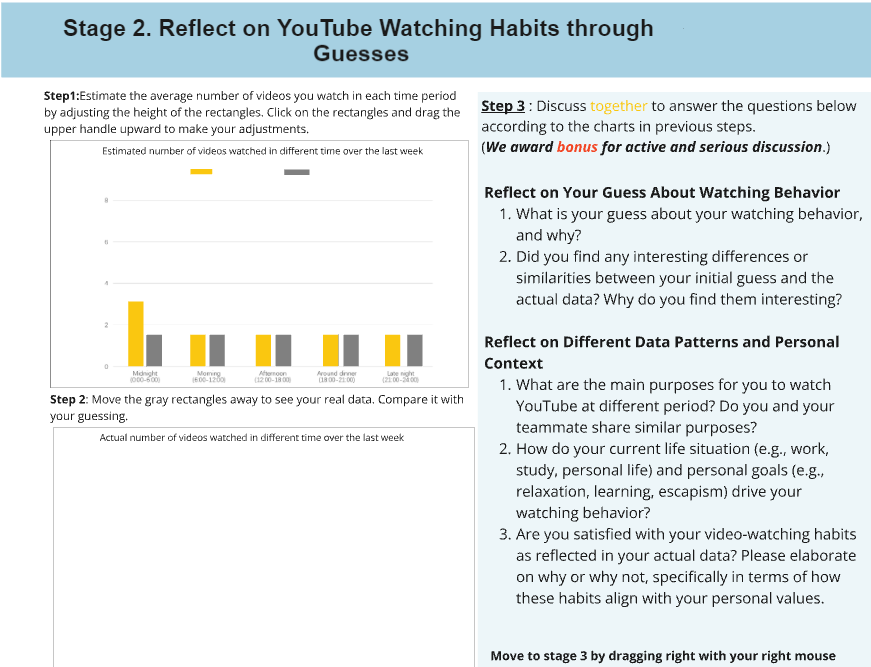 Stage 2. Reflect on YouTube Watching Habits through
Guesses
Step1:Estimate the average number of videos you watch in each time period
by adjusting the height of the rectangles. Click on the rectangles and drag the
upper handle upward to make your adjustments.
Estimated number of videos watched in different time over the last week
8
6
4
2
0
Midnight
(0:00-6:00)
Morning
(6:00-12:00)
Afternoon
(12:00-18:00)
Around dinner
(18:00-21:00)
Late night
Step 2: Move the gray rectangles away to see your real data. Compare it with
your guessing.
Actual number of videos watched in different time over the last week
Step 3 : Discuss together to answer the questions below
according to the charts in previous steps.
(We award bonus for active and serious discussion.)
Reflect on Your Guess About Watching Behavior
1. What is your guess about your watching behavior,
and why?
2. Did you find any interesting differences or
similarities between your initial guess and the
actual data? Why do you find them interesting?
Reflect on Different Data Patterns and Personal
Context
1. What are the main purposes for you to watch
YouTube at different period? Do you and your
teammate share similar purposes?
2. How do your current life situation (e.g., work,
study, personal life) and personal goals (e.g.,
relaxation, learning, escapism) drive your
watching behavior?
3. Are you satisfied with your video-watching habits
as reflected in your actual data? Please elaborate
on why or why not, specifically in terms of how
these habits align with your personal values.
Move to stage 3 by dragging right with your right mouse